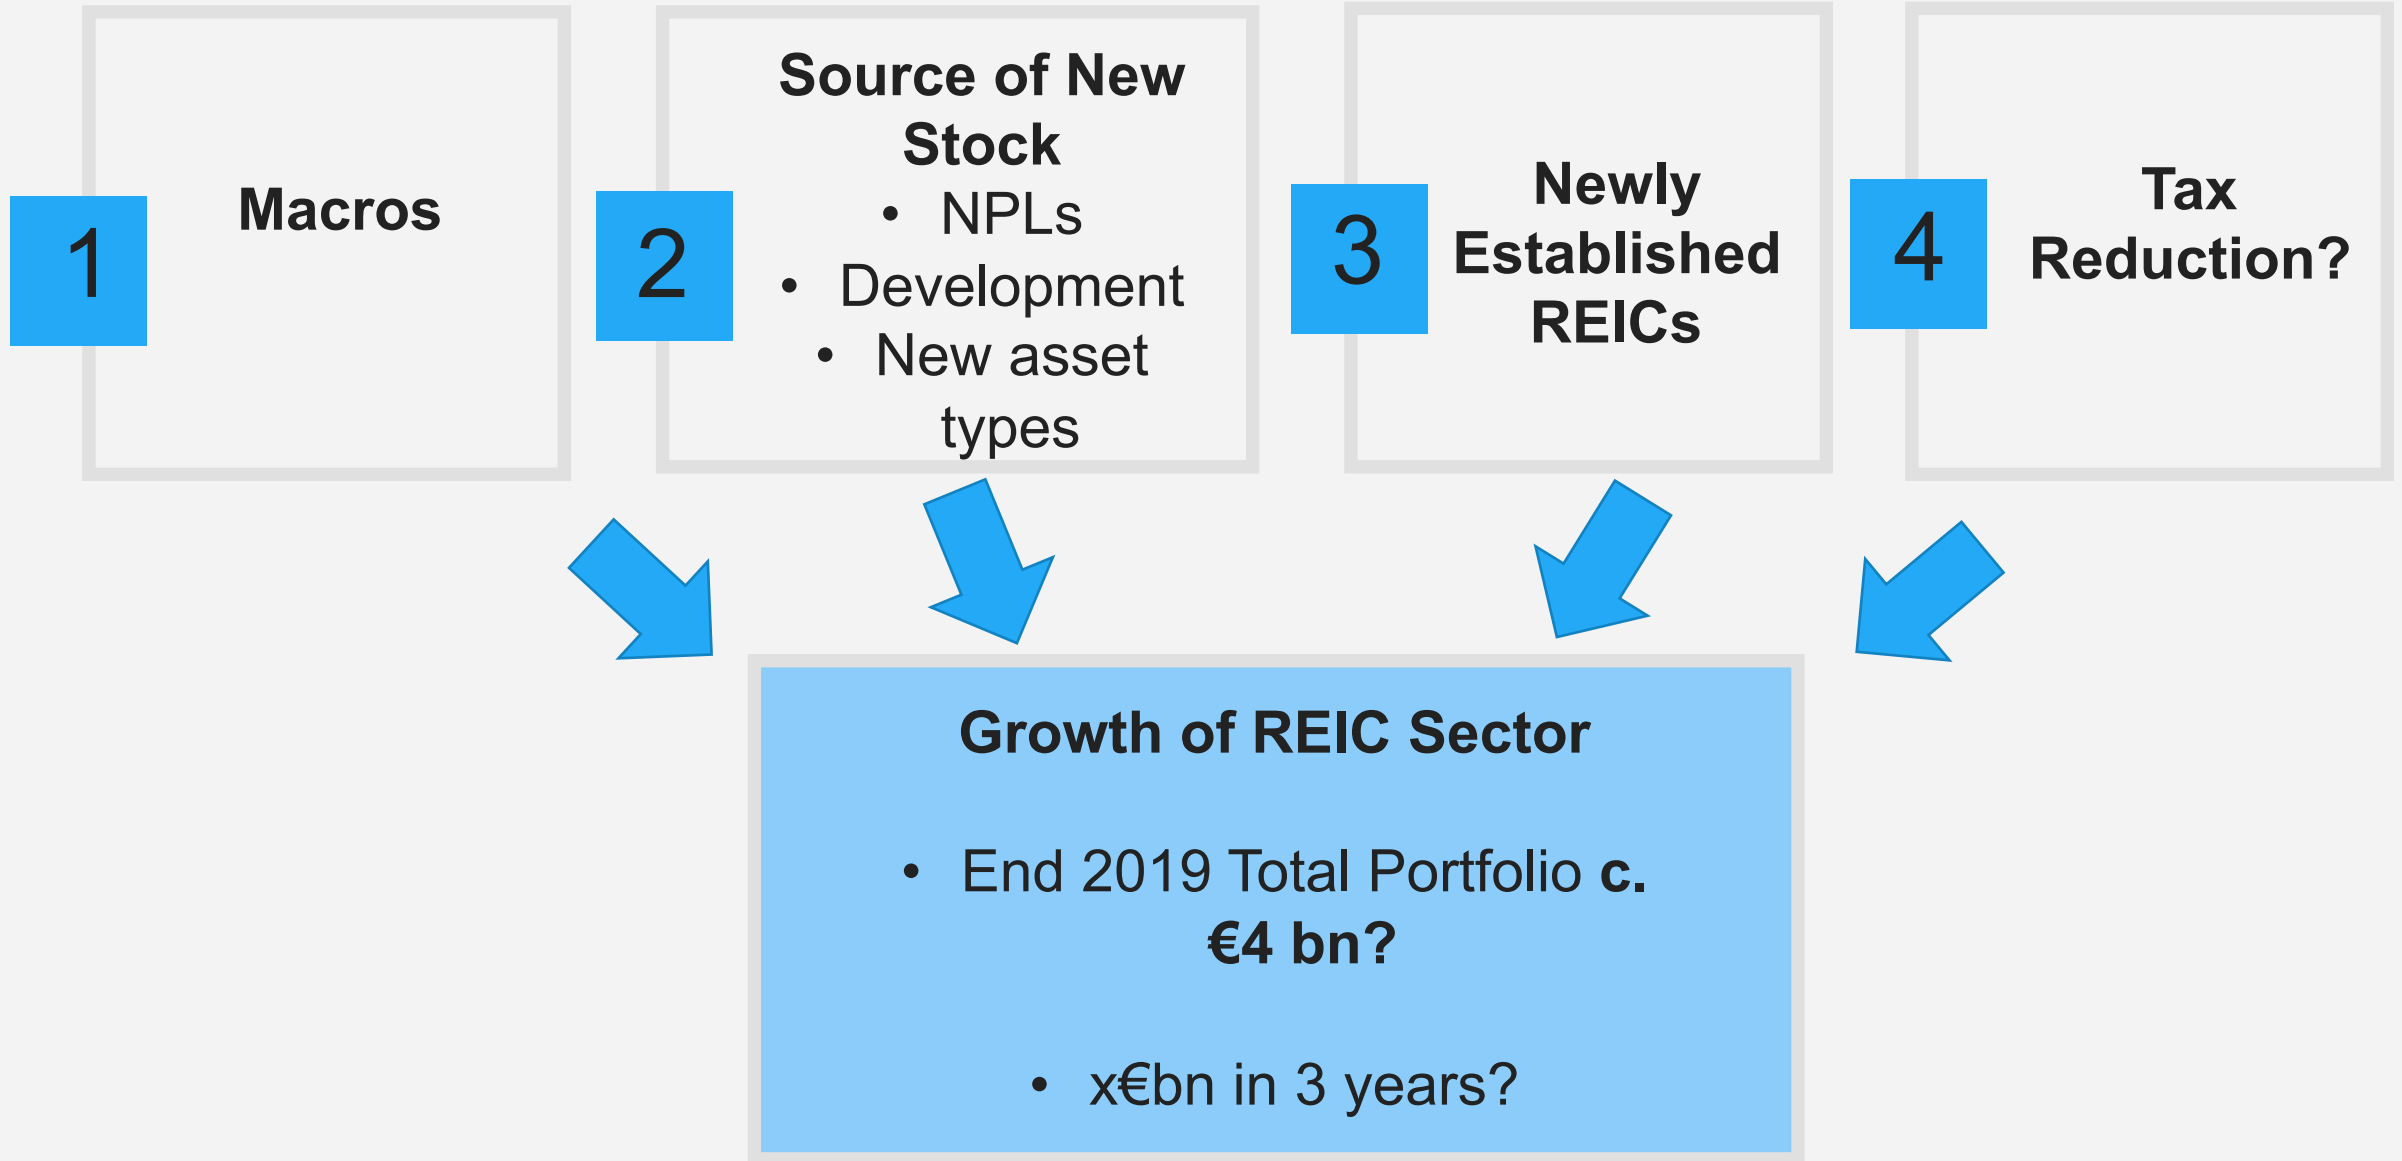 1
Macros
2
Source of New
Stock
• NPLs
• Development
• New asset
types
3
Newly
Established
REICs
4
Tax
Reduction?
Growth of REIC Sector
• End 2019 Total Portfolio c.
€4 bn?
• x€bn in 3 years?